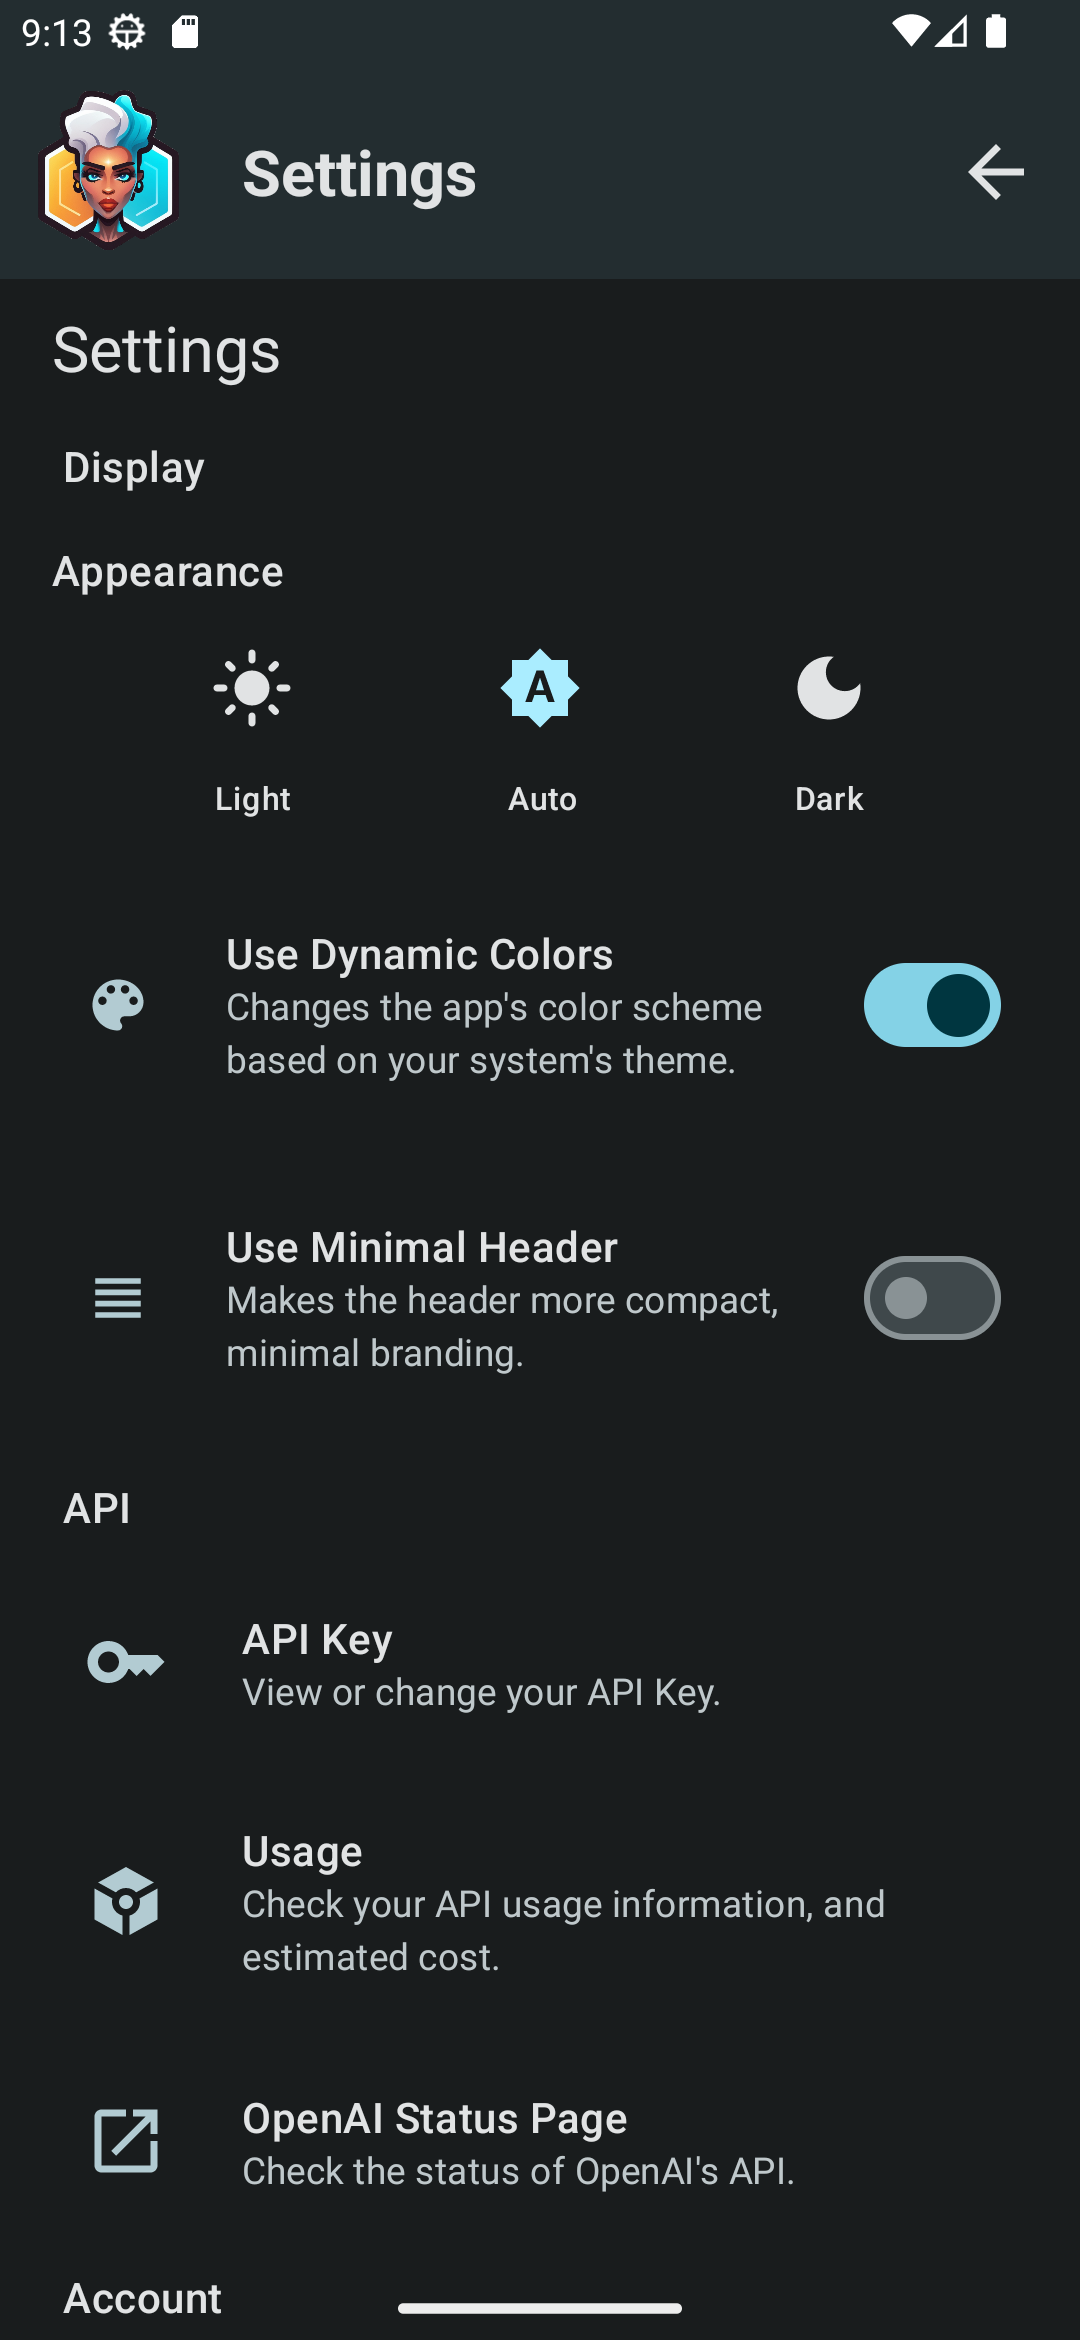 9:13
Settings
Settings
Display
Appearance
A
Light
Auto
Dark
Use Dynamic Colors
Changes the app's color scheme
based on your system's theme.
Use Minimal Header
Makes the header more compact,
minimal branding.
API
API Key
View or change your API Key.
Usage
Check your API usage information, and
estimated cost.
OpenAI Status Page
Check the status of OpenAI's API.
Account